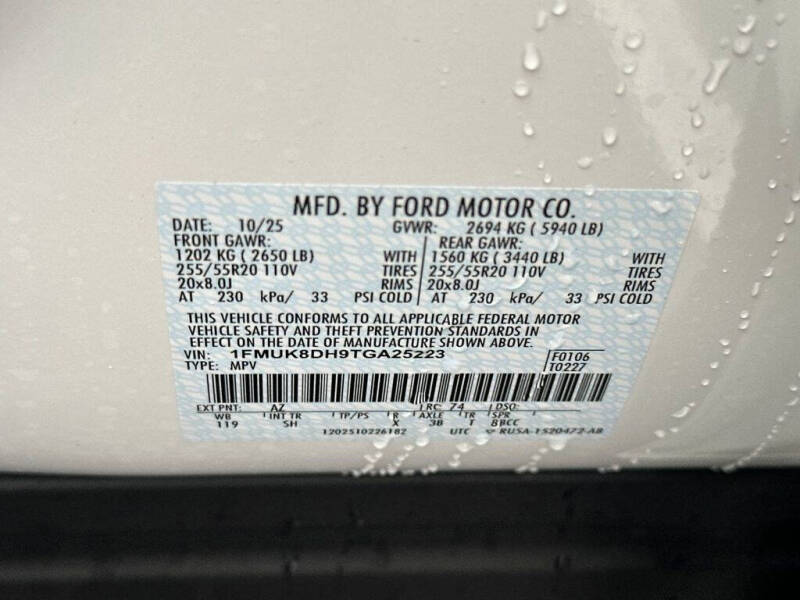 MFD. BY FORD MOTOR CO.
DATE: 10/25 GVWR: 2694 KG ( 5940 LB)
FRONT GAWR: REAR GAWR:
1202 KG ( 2650 LB) WITH 1560 KG ( 3440 LB) WITH
255/55R20 110V TIRES 255/55R20 110V TIRES
20x8.0J RIMS 20x8.0J RIMS
AT 230 kPa/ 33 PSI COLD AT 230 kPa/ 33 PSI COLD
THIS VEHICLE CONFORMS TO ALL APPLICABLE FEDERAL MOTOR
VEHICLE SAFETY AND THEFT PREVENTION STANDARDS IN
EFFECT ON THE DATE OF MANUFACTURE SHOWN ABOVE.
VIN: 1FMUK8DH9TGA25223 F0106
TYPE: MPV T0227
EXT PNT: AZ RC: 74 DSO:
WB INT TR TP/PS R AXLE TR SPR
119 SH X 38 T 8BCC
1202510226182 UTC RUSA-1520472-AB